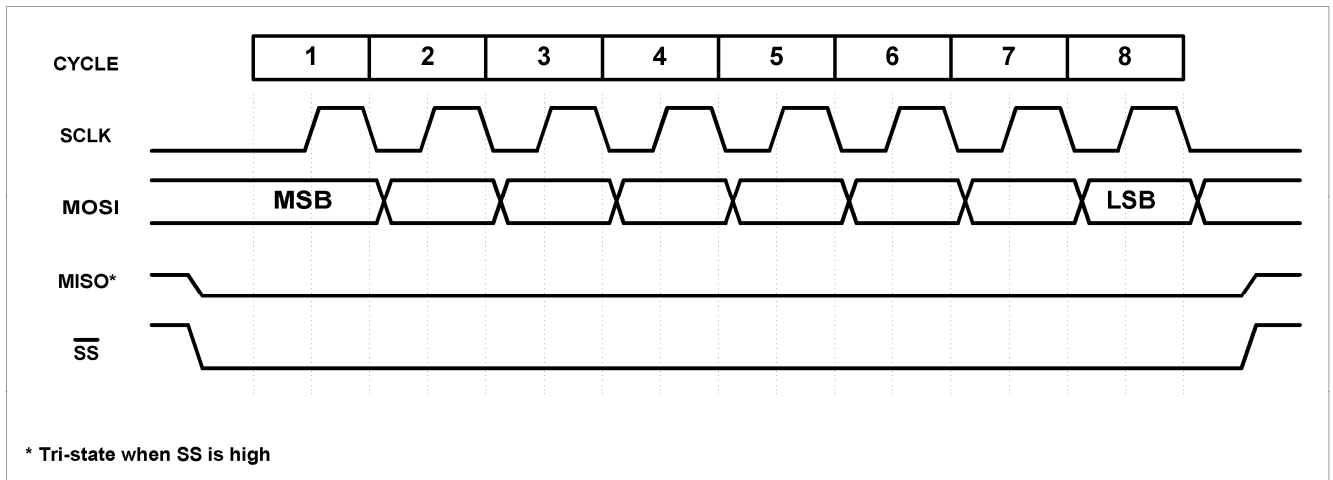 CYCLE 1 2 3 4 5 6 7 8
SCLK
MOSI MSB LSB
MISO*
S̅S̅
* Tri-state when SS is high